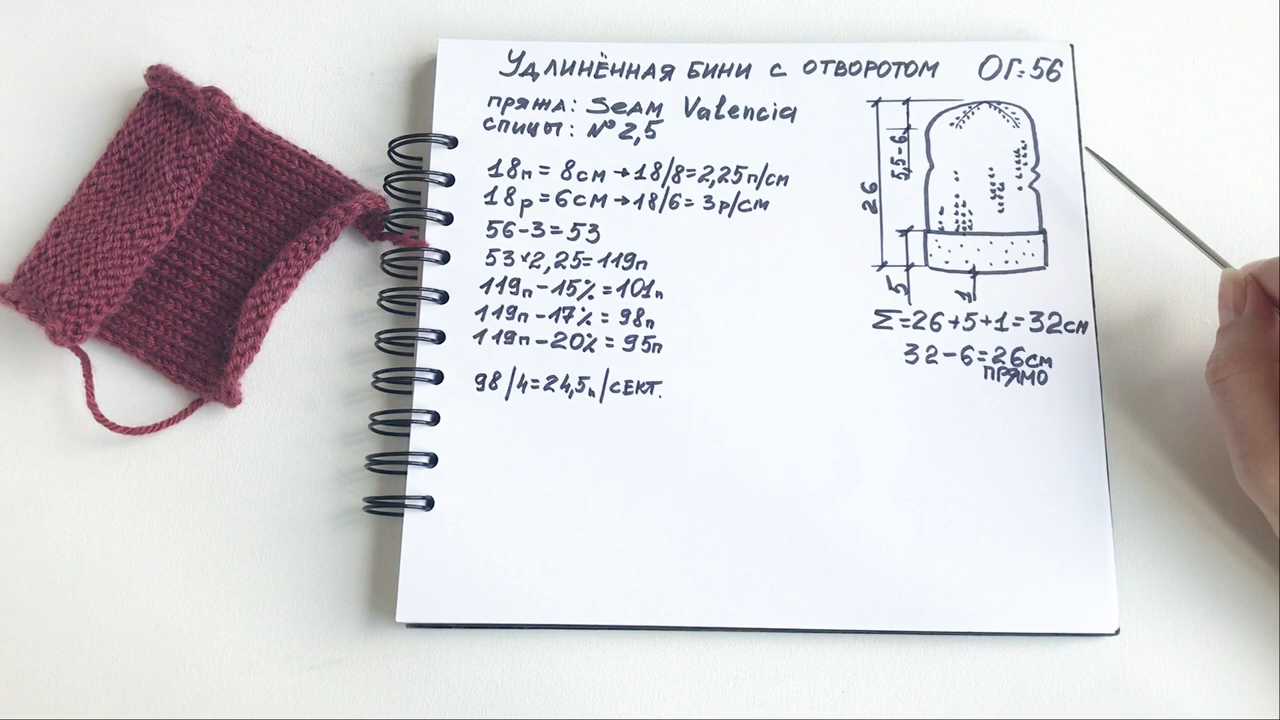 Удлинённая бини с отворотом ОГ=56
пряжа: Seam Valencia
спицы: №2,5
18п = 8см → 18/8=2,25п/см
18р = 6см → 18/6= 3р/см
56-3=53
53×2,25=119п
119п-15%=101п
119п-17%=98п
119п-20%=95п
98/4=24,5п/сект.
5,5-6
26
5
1
Σ=26+5+1=32см
32-6=26см
прямо